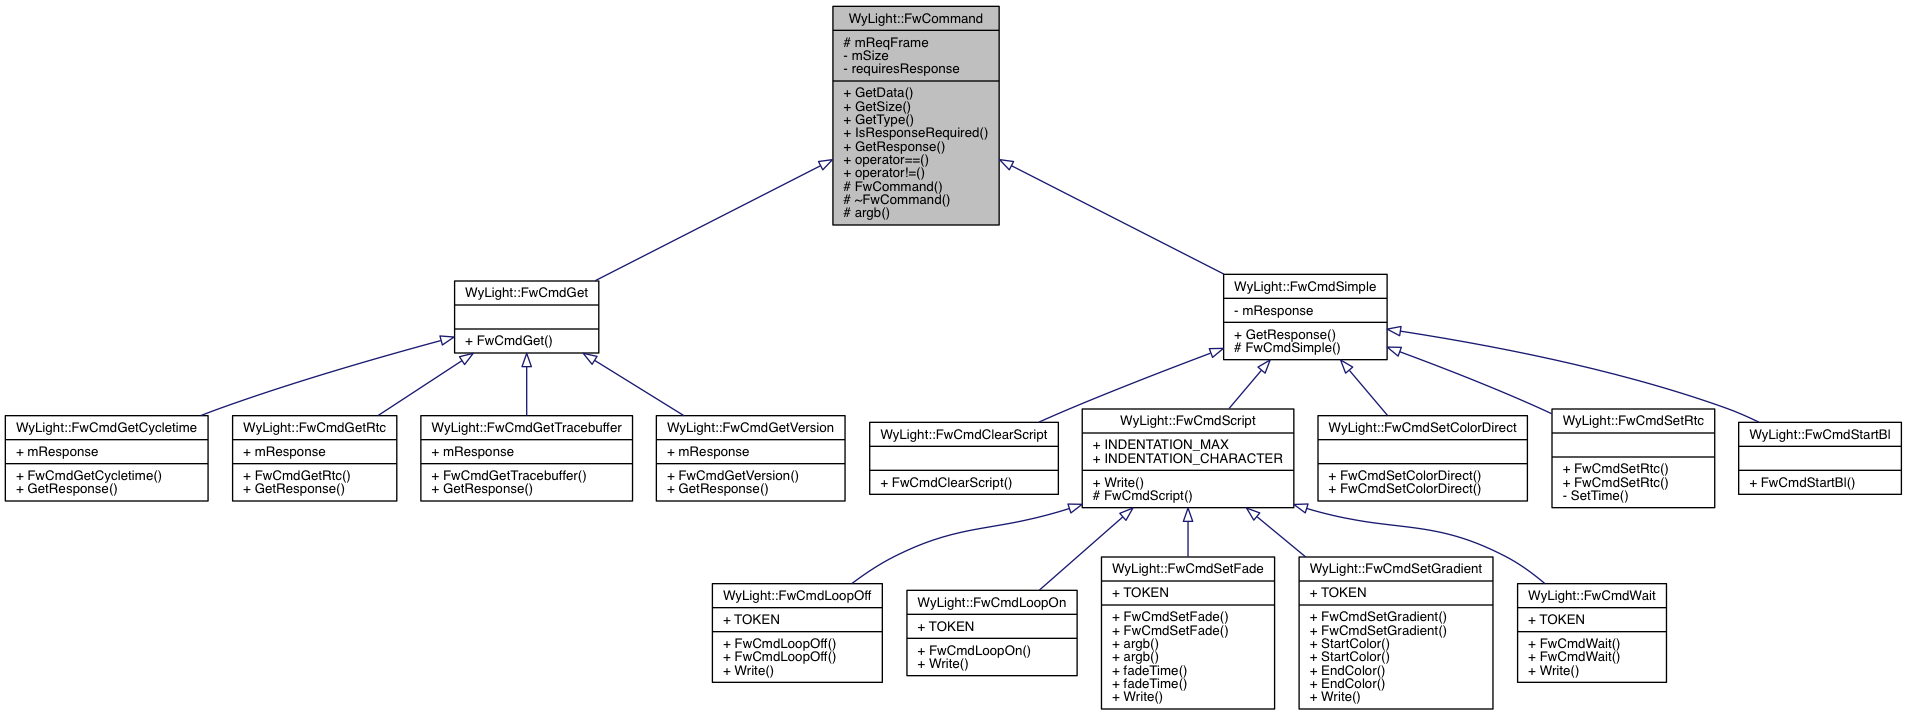 WyLight::FwCommand
# mReqFrame
- mSize
- requiresResponse
+ GetData()
+ GetSize()
+ GetType()
+ IsResponseRequired()
+ GetResponse()
+ operator==()
+ operator!=()
# FwCommand()
# ~FwCommand()
# argb()
WyLight::FwCmdGet
+ FwCmdGet()
WyLight::FwCmdSimple
- mResponse
+ GetResponse()
# FwCmdSimple()
WyLight::FwCmdGetCycletime
+ mResponse
+ FwCmdGetCycletime()
+ GetResponse()
WyLight::FwCmdGetRtc
+ mResponse
+ FwCmdGetRtc()
+ GetResponse()
WyLight::FwCmdGetTracebuffer
+ mResponse
+ FwCmdGetTracebuffer()
+ GetResponse()
WyLight::FwCmdGetVersion
+ mResponse
+ FwCmdGetVersion()
+ GetResponse()
WyLight::FwCmdClearScript
+ FwCmdClearScript()
WyLight::FwCmdScript
+ INDENTATION_MAX
+ INDENTATION_CHARACTER
+ Write()
# FwCmdScript()
WyLight::FwCmdSetColorDirect
+ FwCmdSetColorDirect()
+ FwCmdSetColorDirect()
WyLight::FwCmdSetRtc
+ FwCmdSetRtc()
+ FwCmdSetRtc()
- SetTime()
WyLight::FwCmdStartBl
+ FwCmdStartBl()
WyLight::FwCmdLoopOff
+ TOKEN
+ FwCmdLoopOff()
+ FwCmdLoopOff()
+ Write()
WyLight::FwCmdLoopOn
+ TOKEN
+ FwCmdLoopOn()
+ Write()
WyLight::FwCmdSetFade
+ TOKEN
+ FwCmdSetFade()
+ FwCmdSetFade()
+ argb()
+ argb()
+ fadeTime()
+ fadeTime()
+ Write()
WyLight::FwCmdSetGradient
+ TOKEN
+ FwCmdSetGradient()
+ FwCmdSetGradient()
+ StartColor()
+ StartColor()
+ EndColor()
+ EndColor()
+ Write()
WyLight::FwCmdWait
+ TOKEN
+ FwCmdWait()
+ FwCmdWait()
+ Write()